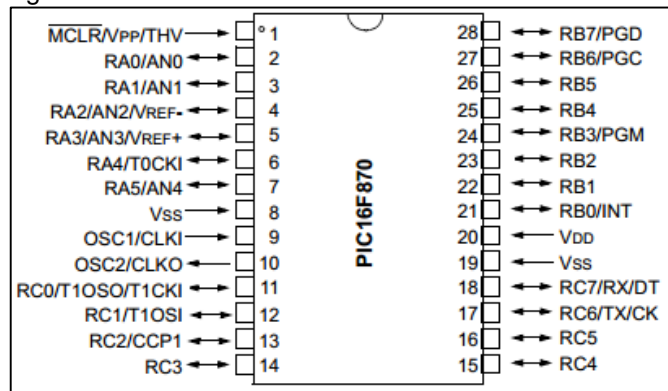 MCLR/VPP/THV 1 28 RB7/PGD
RA0/AN0 2 27 RB6/PGC
RA1/AN1 3 26 RB5
RA2/AN2/VREF- 4 25 RB4
RA3/AN3/VREF+ 5 24 RB3/PGM
RA4/T0CKI 6 23 RB2
RA5/AN4 7 22 RB1
VSS 8 21 RB0/INT
OSC1/CLKI 9 20 VDD
OSC2/CLKO 10 19 VSS
RC0/T1OSO/T1CKI 11 18 RC7/RX/DT
RC1/T1OSI 12 17 RC6/TX/CK
RC2/CCP1 13 16 RC5
RC3 14 15 RC4
PIC16F870